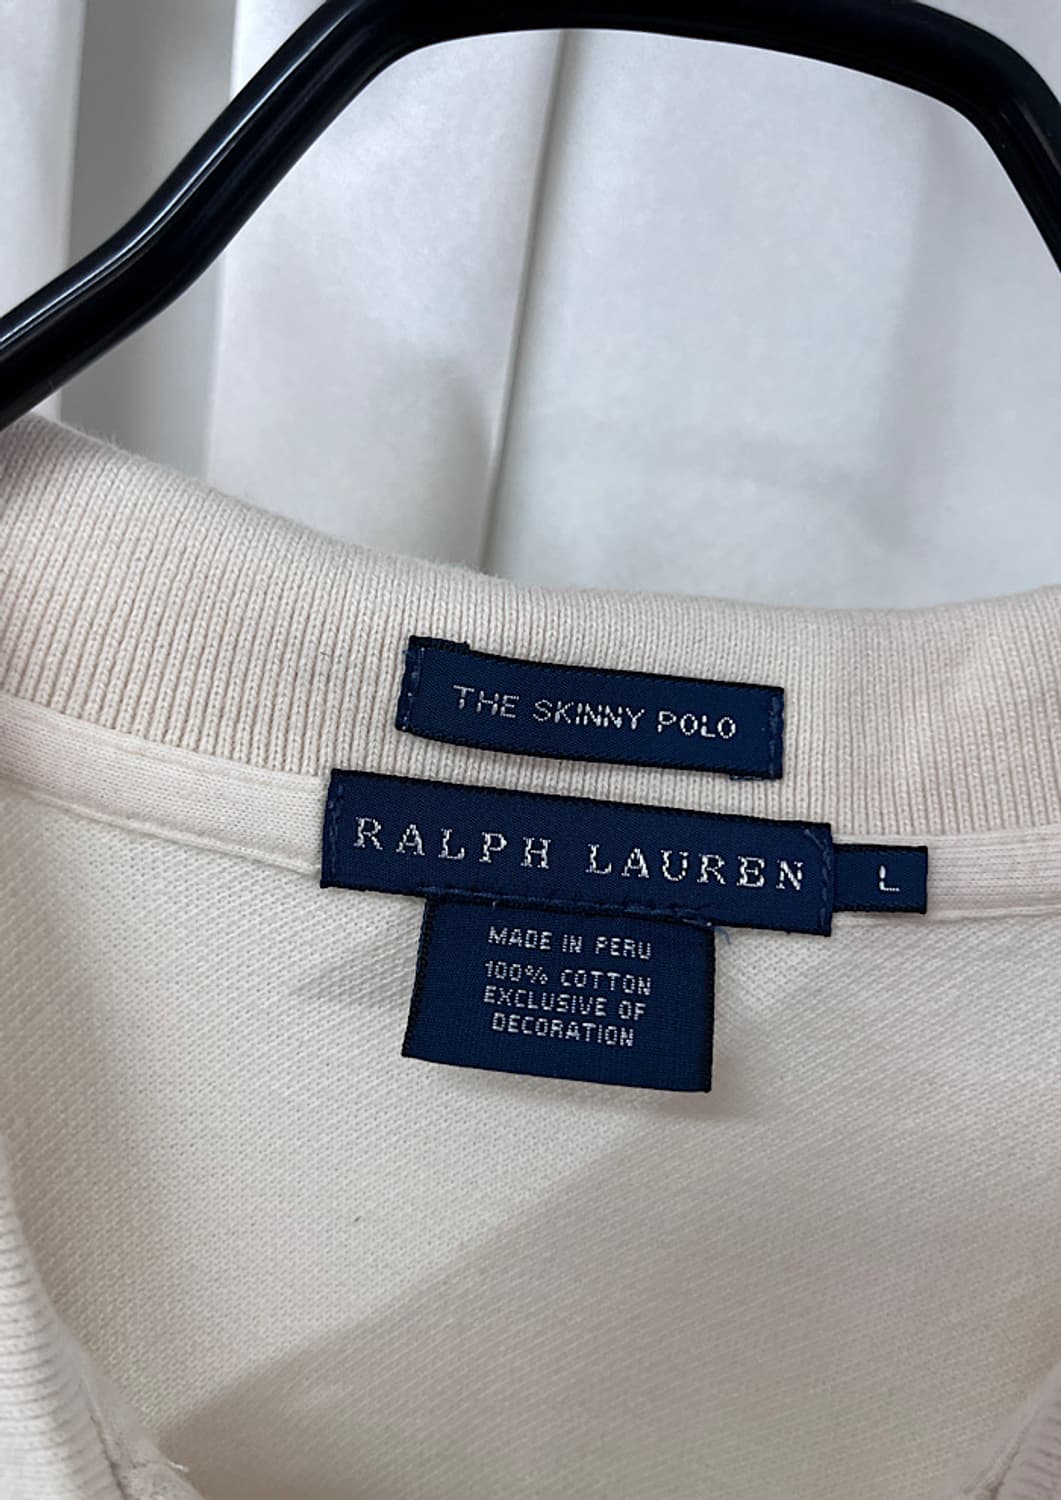 THE SKINNY POLO
RALPH LAUREN
L
MADE IN PERU
100% COTTON
EXCLUSIVE OF
DECORATION